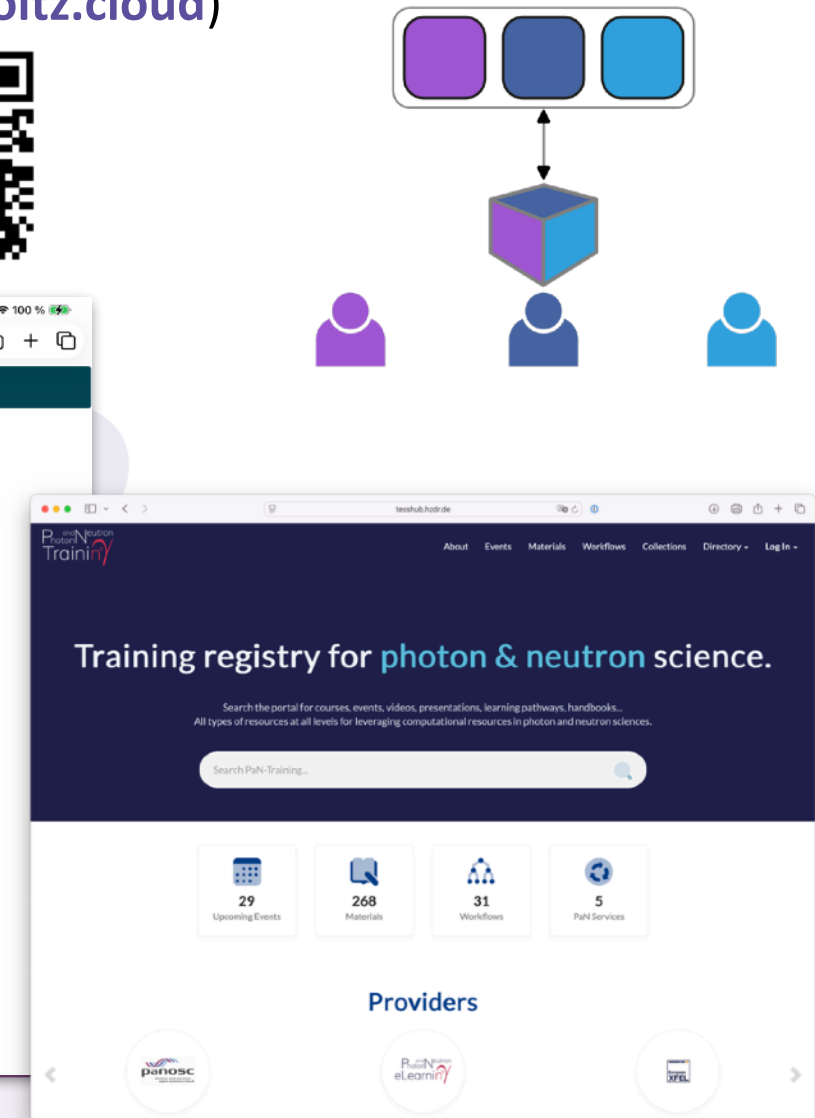 oltz.cloud)
100 %
tesshub.hzdr.de
Photon and Neutron
Training
About Events Materials Workflows Collections Directory Log In
Training registry for photon & neutron science.
Search the portal for courses, events, videos, presentations, learning pathways, handbooks...
All types of resources at all levels for leveraging computational resources in photon and neutron sciences.
Search PaN-Training...
29 268 31 5
Upcoming Events Materials Workflows PaN Services
Providers
panosc
Photon and Neutron
eLearning
European
XFEL